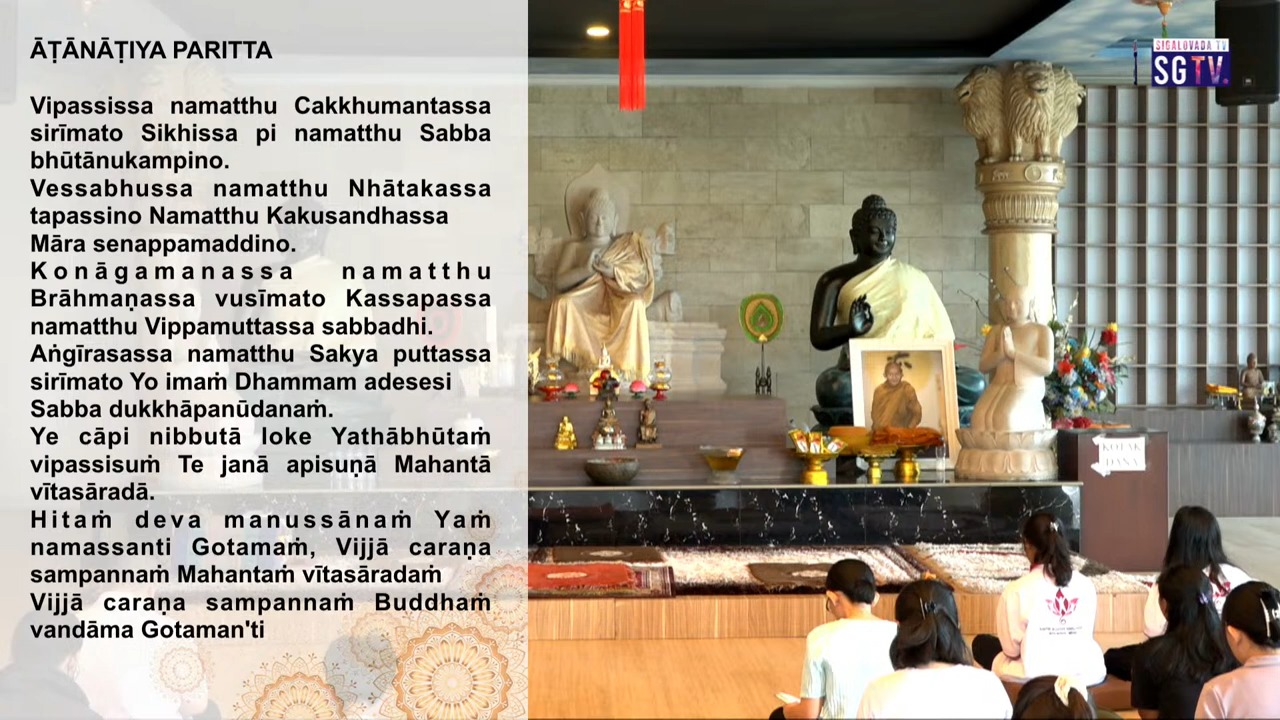 ĀṬĀNĀṬIYA PARITTA
Vipassissa namatthu Cakkhumantassa
sirīmato Sikhissa pi namatthu Sabba
bhūtānukampino.
Vessabhussa namatthu Nhātakassa
tapassino Namatthu Kakusandhassa
Māra senappamaddino.
Konāgamanassa namatthu
Brāhmaṇassa vusīmato Kassapassa
namatthu Vippamuttassa sabbadhi.
Aṅgīrasassa namatthu Sakya puttassa
sirīmato Yo imaṁ Dhammam adesesi
Sabba dukkhāpanūdanaṁ.
Ye cāpi nibbutā loke Yathābhūtaṁ
vipassisuṁ Te janā apisuṇā Mahantā
vītasāradā.
Hitaṁ deva manussānaṁ Yaṁ
namassanti Gotamaṁ, Vijjā caraṇa
sampannaṁ Mahantaṁ vītasāradaṁ
Vijjā caraṇa sampannaṁ Buddhaṁ
vandāma Gotaman'ti
SIGALOVADA TV
SGTV.
KOTAK
DANA